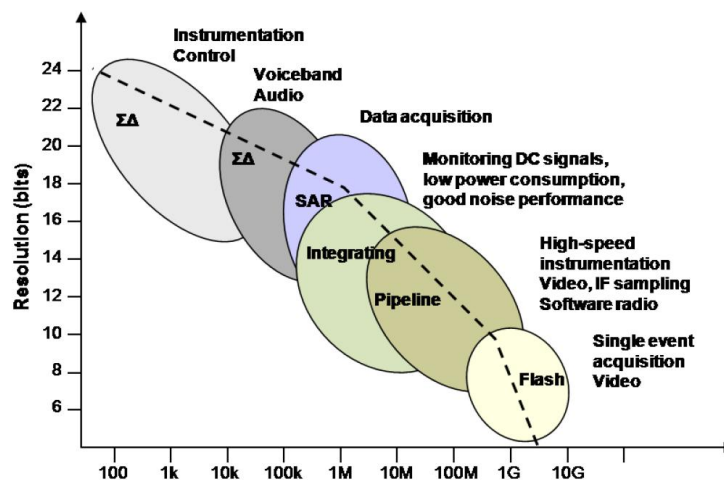 Instrumentation
Control
Voiceband
Audio
Data acquisition
Monitoring DC signals,
low power consumption,
good noise performance
High-speed
instrumentation
Video, IF sampling
Software radio
Single event
acquisition
Video
Resolution (bits)
24
22
20
18
16
14
12
10
8
6
ΣΔ
ΣΔ
SAR
Integrating
Pipeline
Flash
100 1k 10k 100k 1M 10M 100M 1G 10G